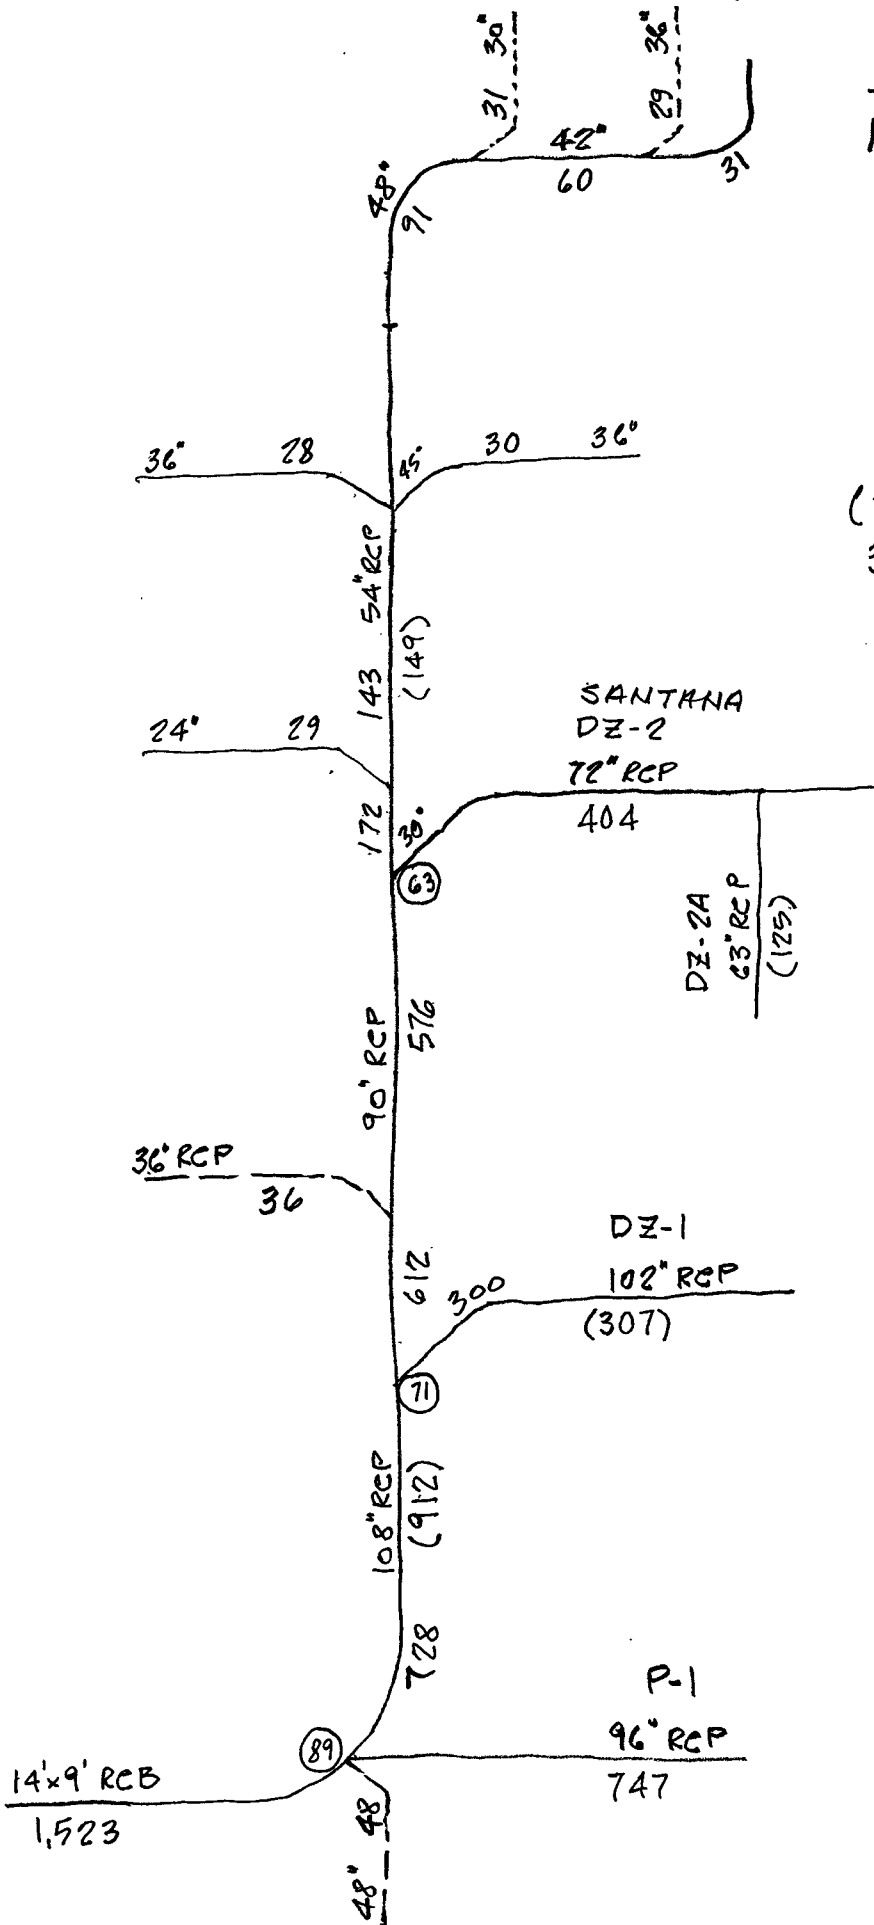 30"
31
36"
29
42"
60
31
48"
91
36"
28
45°
30
36"
54" RCP
143
(149)
SANTANA
DZ-2
72" RCP
404
24"
29
172
30°
63
DZ-2A
63" RCP
(125)
90" RCP
576
36" RCP
36
612
DZ-1
102" RCP
300
(307)
71
108" RCP
(912)
728
P-1
96" RCP
747
89
14'x9' RCB
1,523
48
48"